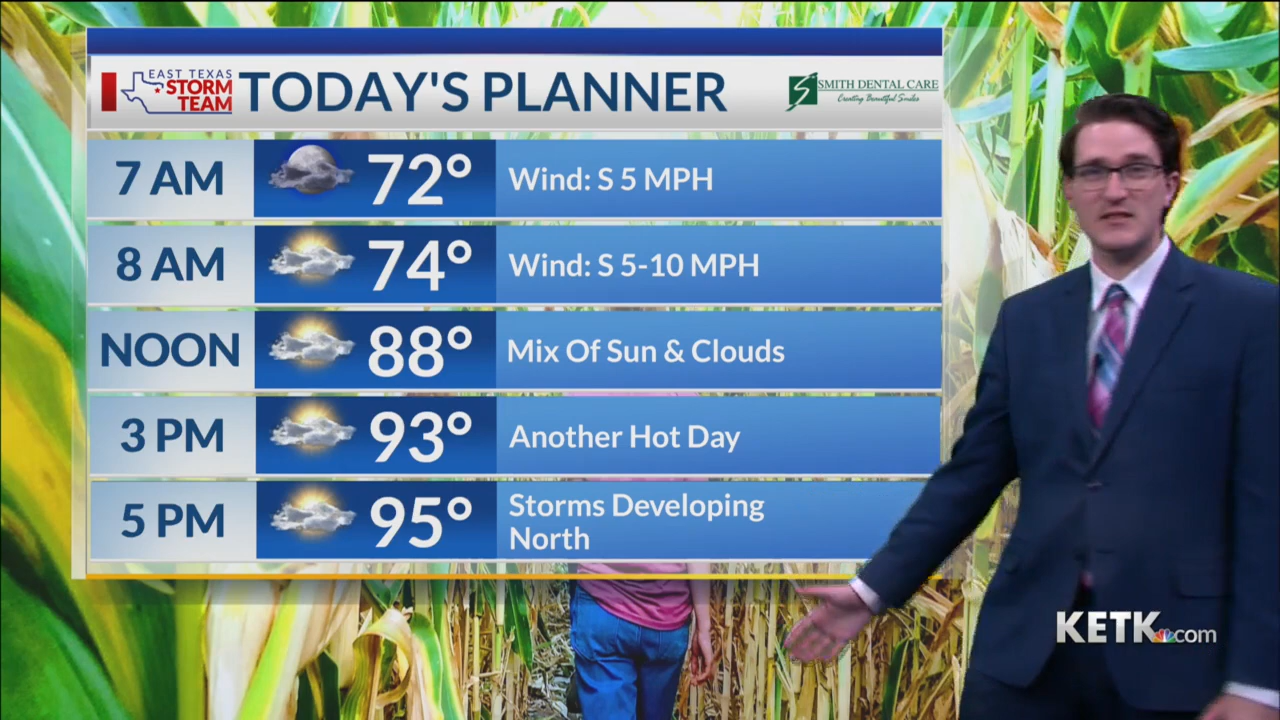 EAST TEXAS
STORM
TEAM
TODAY'S PLANNER
SMITH DENTAL CARE
Creating Beautiful Smiles
7 AM 72° Wind: S 5 MPH
8 AM 74° Wind: S 5-10 MPH
NOON 88° Mix Of Sun & Clouds
3 PM 93° Another Hot Day
5 PM 95° Storms Developing
North
KETK.com